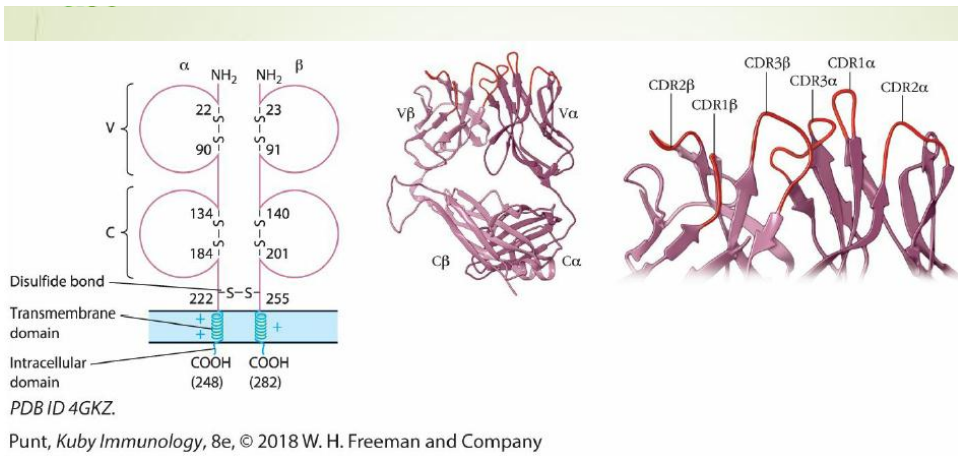 α
NH2 NH2
β
V
22
S
S
90
23
S
S
91
C
134
S
S
184
140
S
S
201
Disulfide bond
222
S–S
255
Transmembrane
domain
+
+
+
Intracellular
domain
COOH
(248)
COOH
(282)
Vβ
Vα
Cβ
Cα
CDR2β
CDR1β
CDR3β
CDR3α
CDR1α
CDR2α
PDB ID 4GKZ.
Punt, Kuby Immunology, 8e, © 2018 W. H. Freeman and Company